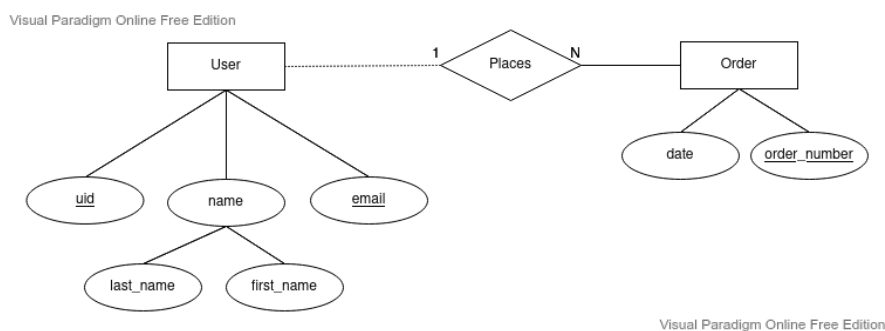 Visual Paradigm Online Free Edition
User
1
Places
N
Order
date
order_number
uid
name
email
last_name
first_name
Visual Paradigm Online Free Edition